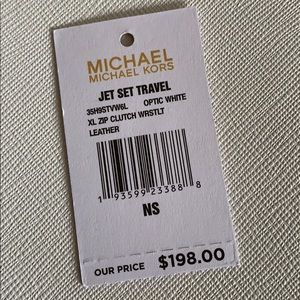 MICHAEL
MICHAEL KORS
JET SET TRAVEL
35H9STVW6L OPTIC WHITE
XL ZIP CLUTCH WRSTLT
LEATHER
1 93599 23388 8
NS
OUR PRICE $198.00